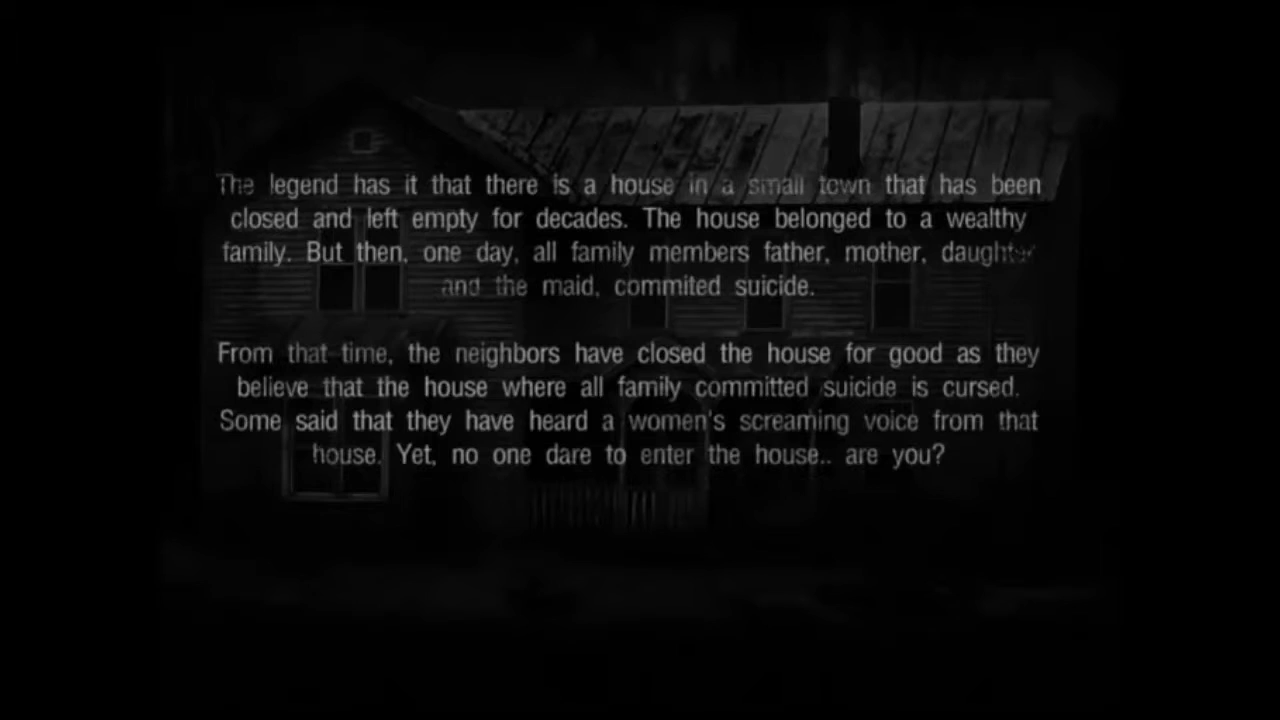 The legend has it that there is a house in a small town that has been
closed and left empty for decades. The house belonged to a wealthy
family. But then, one day, all family members father, mother, daughter
and the maid, commited suicide.
From that time, the neighbors have closed the house for good as they
believe that the house where all family committed suicide is cursed.
Some said that they have heard a women's screaming voice from that
house. Yet, no one dare to enter the house.. are you?